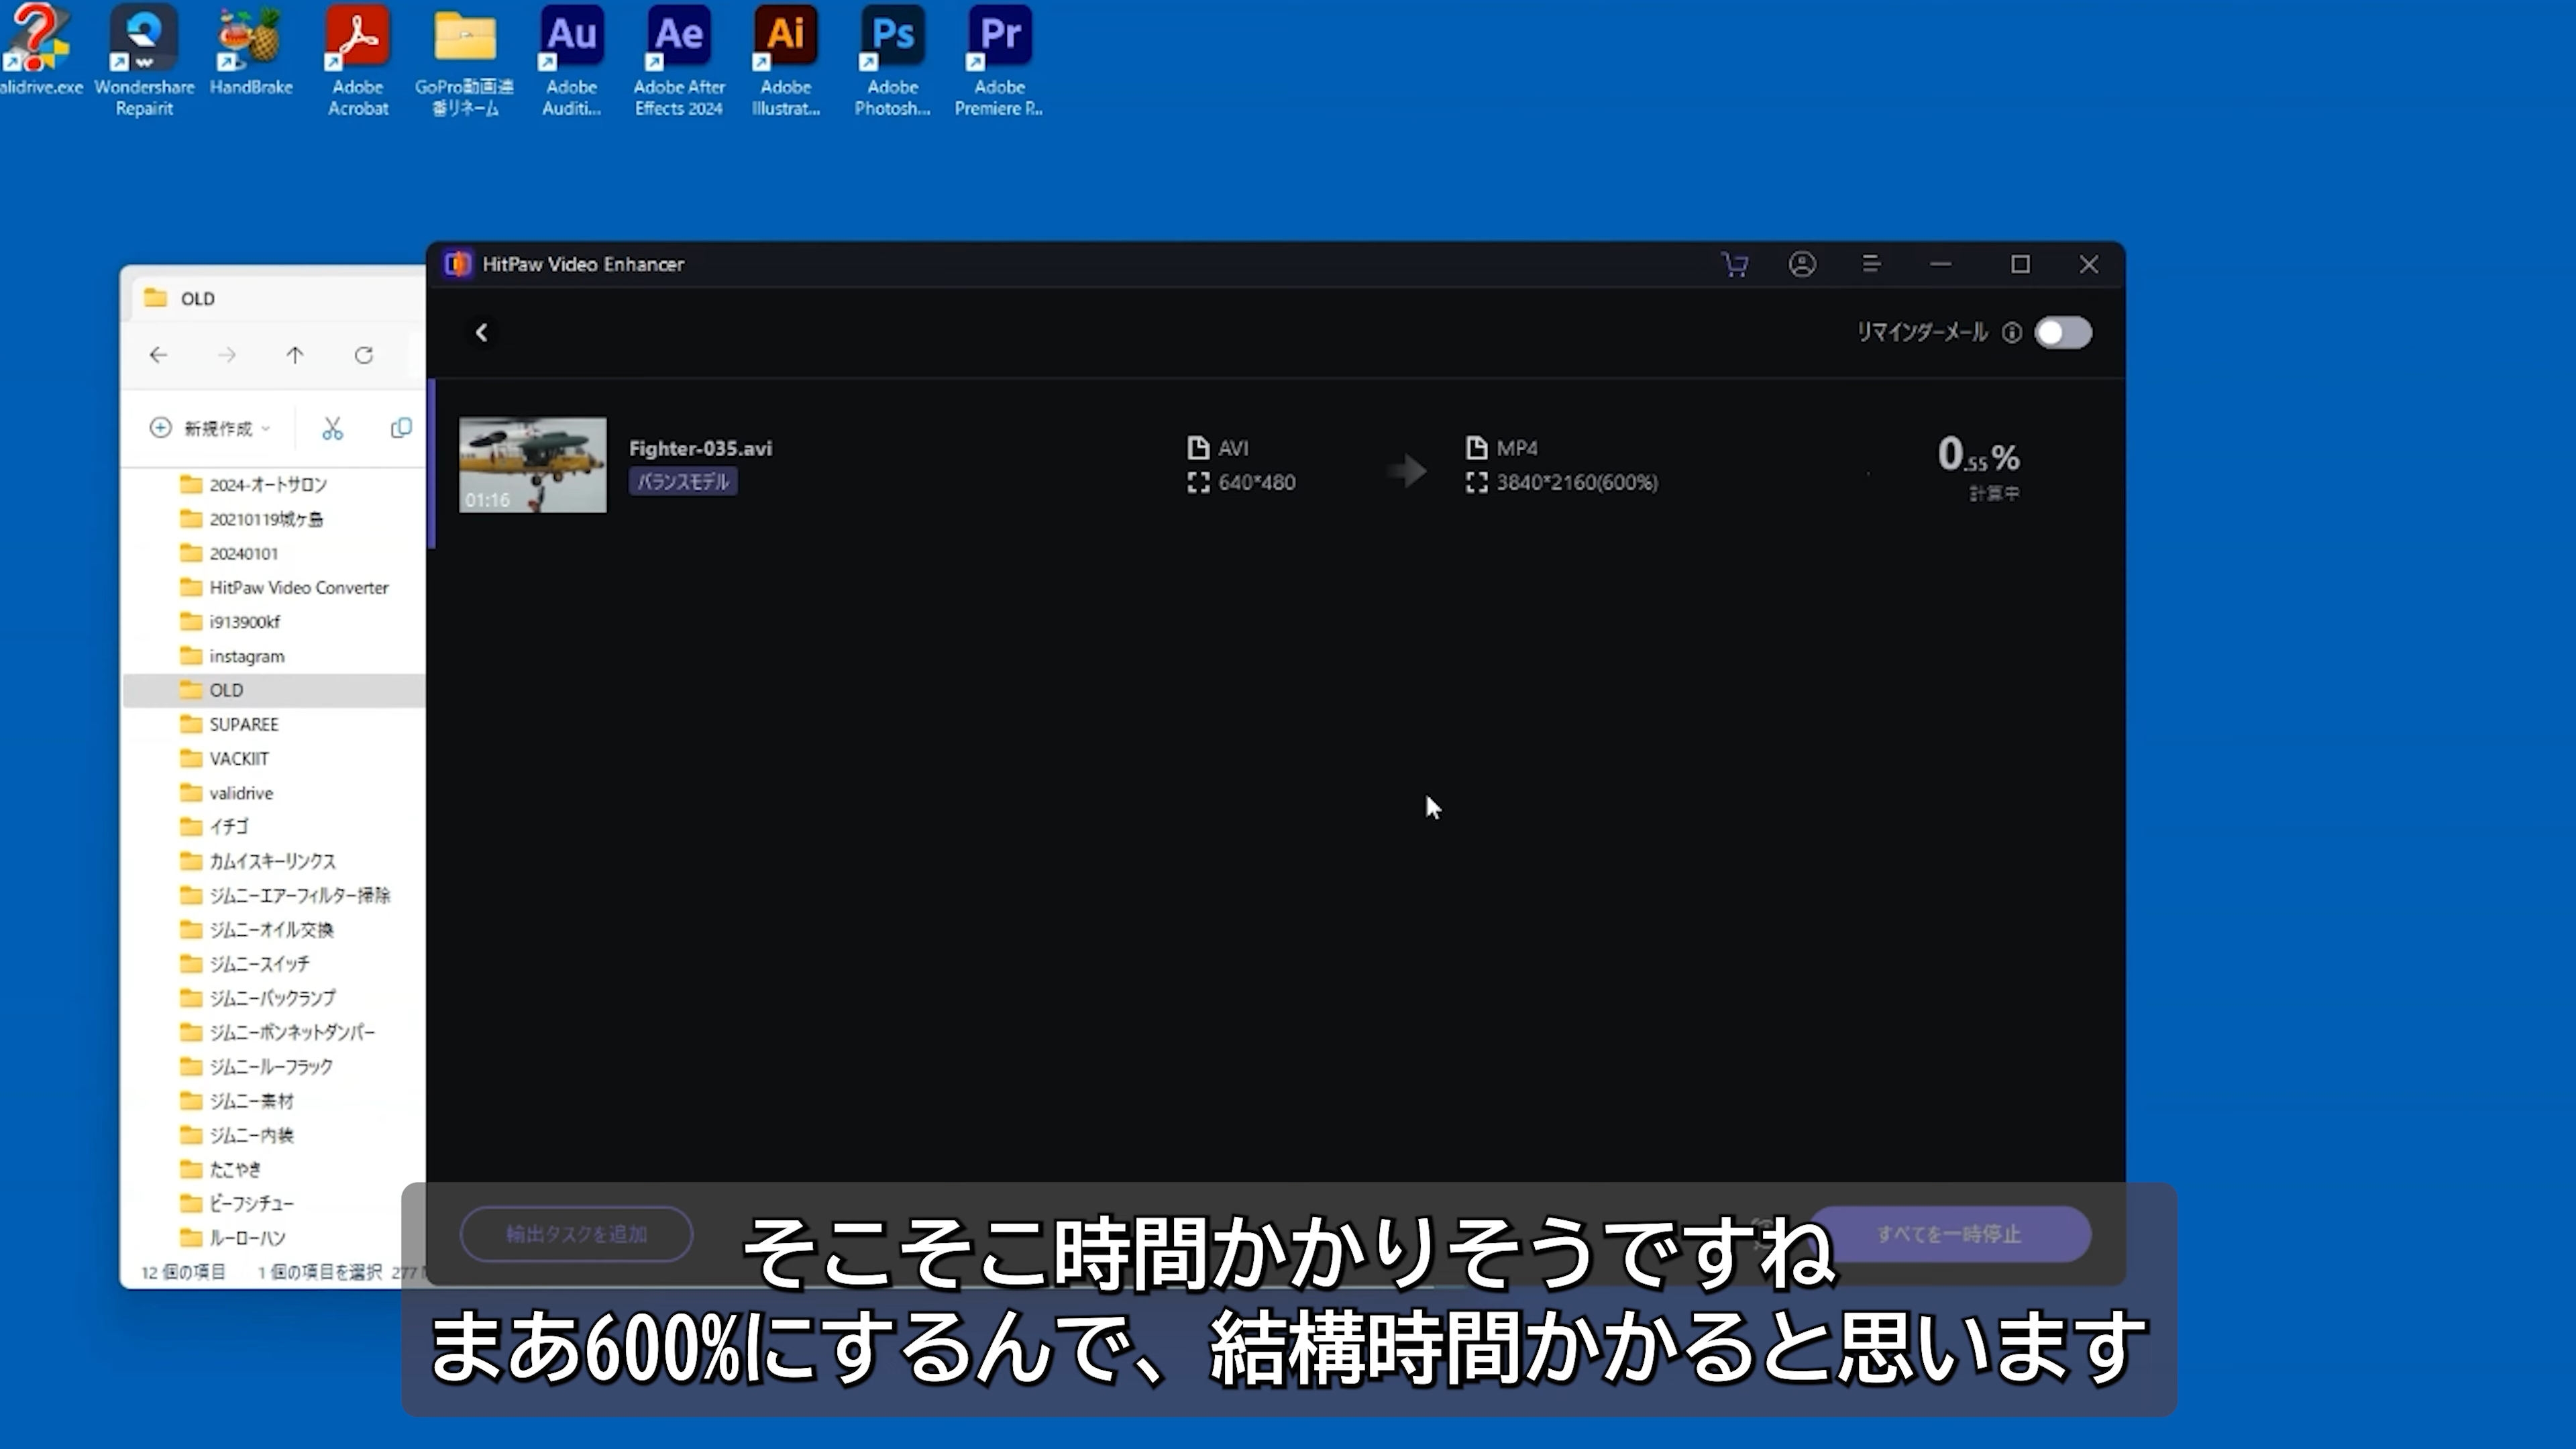 alidrive.exe
Wondershare Repairit
HandBrake
Adobe Acrobat
GoPro動画連番リネーム
Au
Adobe Auditi...
Ae
Adobe After Effects 2024
Ai
Adobe Illustrat...
Ps
Adobe Photosh...
Pr
Adobe Premiere P...
OLD
新規作成
2024-オートサロン
20210119城ヶ島
20240101
HitPaw Video Converter
i913900kf
instagram
OLD
SUPAREE
VACKIIT
validrive
イチゴ
カムイスキーリンクス
ジムニーエアーフィルター掃除
ジムニーオイル交換
ジムニースイッチ
ジムニーバックランプ
ジムニーボンネットダンパー
ジムニールーフラック
ジムニー素材
ジムニー内装
たこやき
ビーフシチュー
ルーローハン
12 個の項目 1 個の項目を選択 277
HitPaw Video Enhancer
リマインダーメール
01:16
Fighter-035.avi
バランスモデル
AVI
640*480
MP4
3840*2160(600%)
0.55%
計算中
輸出タスクを追加
すべてを一時停止
そこそこ時間かかりそうですね
まあ600%にするんで、結構時間かかると思います